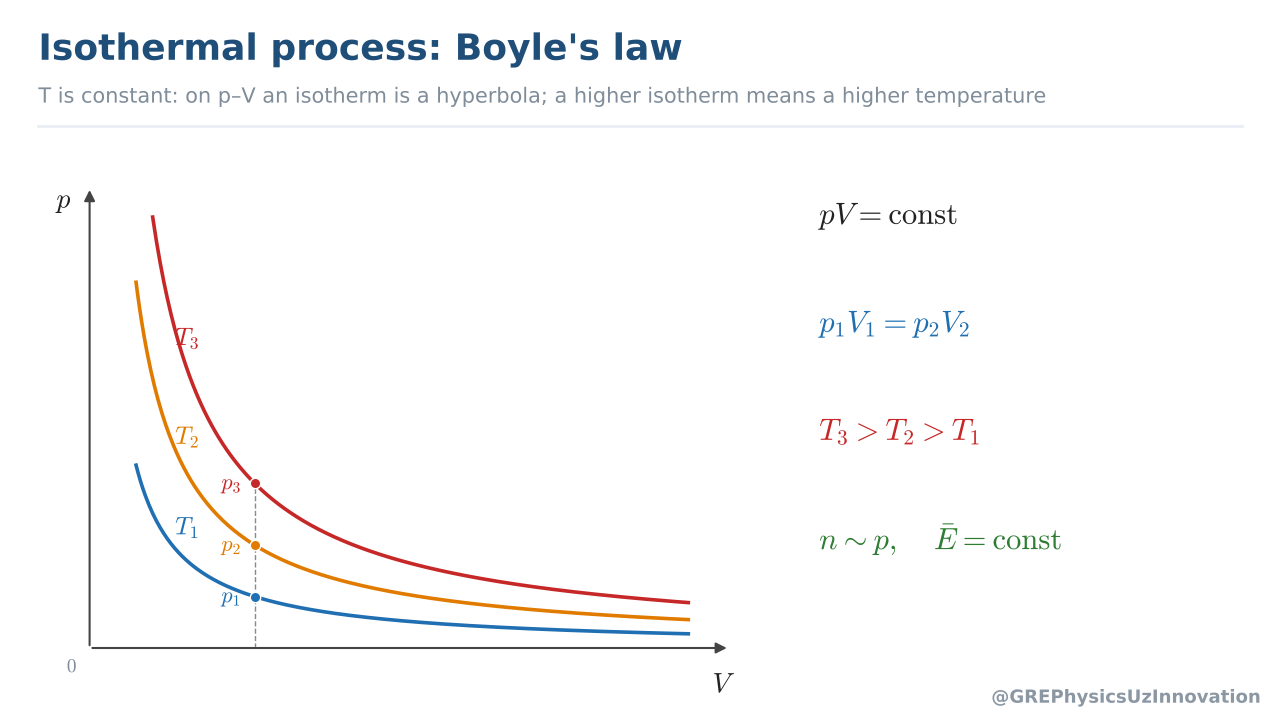 Isothermal process: Boyle's law
T is constant: on p–V an isotherm is a hyperbola; a higher isotherm means a higher temperature
p
T₃
T₂
p₃
T₁
p₂
p₁
0
V
pV = const
p₁V₁ = p₂V₂
T₃ > T₂ > T₁
n ∼ p, Ē = const
@GREPhysicsUzInnovation